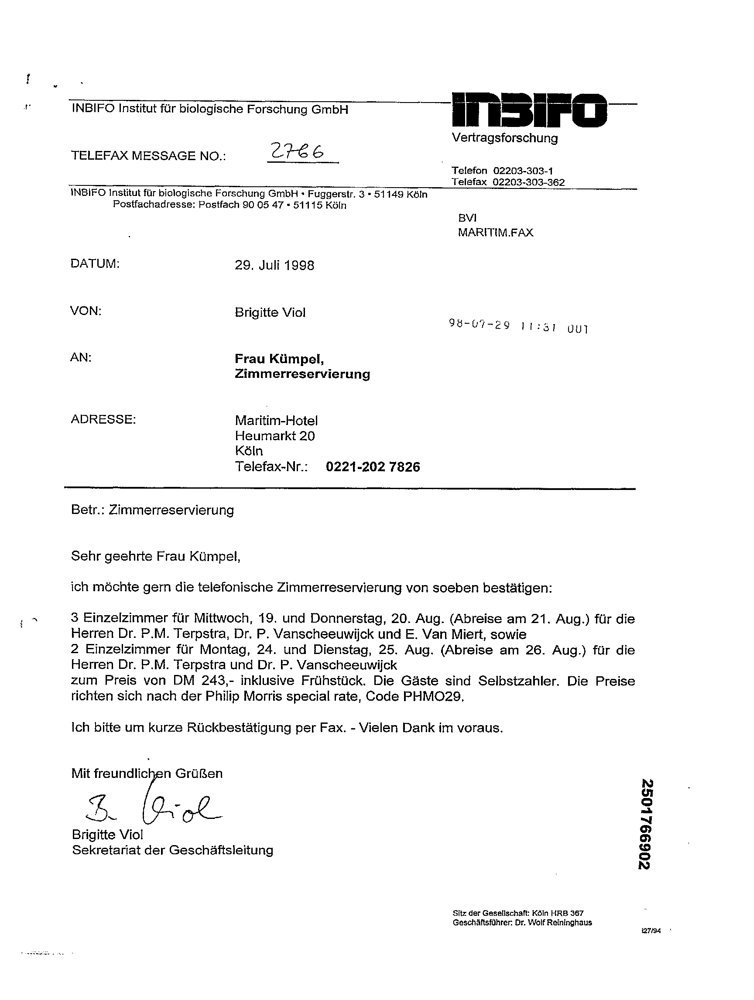 INBIFO Institut für biologische Forschung GmbH
INBIFO
Vertragsforschung
TELEFAX MESSAGE NO.: 2766
Telefon 02203-303-1
Telefax 02203-303-362
INBIFO Institut für biologische Forschung GmbH • Fuggerstr. 3 • 51149 Köln
Postfachadresse: Postfach 90 05 47 • 51115 Köln
BVI
MARITIM.FAX
DATUM: 29. Juli 1998
VON: Brigitte Viol
98-07-29 11:31 001
AN: Frau Kümpel,
Zimmerreservierung
ADRESSE: Maritim-Hotel
Heumarkt 20
Köln
Telefax-Nr.: 0221-202 7826
Betr.: Zimmerreservierung
Sehr geehrte Frau Kümpel,
ich möchte gern die telefonische Zimmerreservierung von soeben bestätigen:
3 Einzelzimmer für Mittwoch, 19. und Donnerstag, 20. Aug. (Abreise am 21. Aug.) für die
Herren Dr. P.M. Terpstra, Dr. P. Vanscheeuwijck und E. Van Miert, sowie
2 Einzelzimmer für Montag, 24. und Dienstag, 25. Aug. (Abreise am 26. Aug.) für die
Herren Dr. P.M. Terpstra und Dr. P. Vanscheeuwijck
zum Preis von DM 243,- inklusive Frühstück. Die Gäste sind Selbstzahler. Die Preise
richten sich nach der Philip Morris special rate, Code PHMO29.
Ich bitte um kurze Rückbestätigung per Fax. - Vielen Dank im voraus.
Mit freundlichen Grüßen
B Viol
Brigitte Viol
Sekretariat der Geschäftsleitung
2501766902
Sitz der Gesellschaft: Köln HRB 367
Geschäftsführer: Dr. Wolf Reininghaus
I27/94